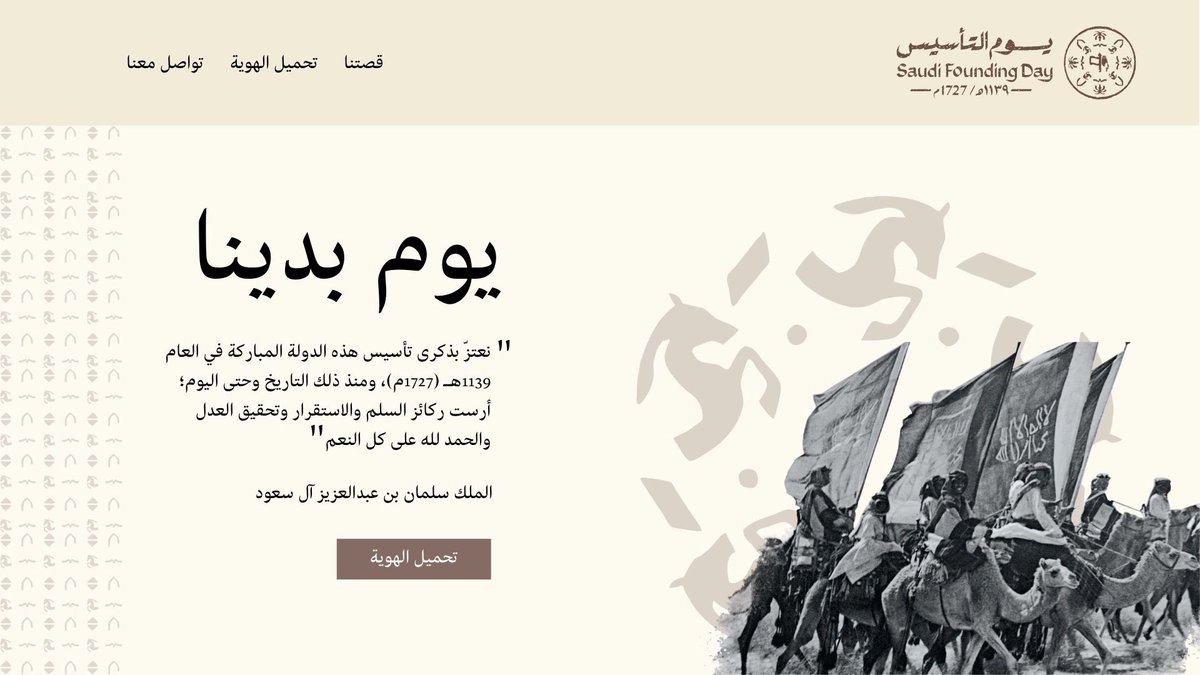 يوم التأسيس
Saudi Founding Day
١١٣٩هـ/ 1727م
قصتنا
تحميل الهوية
تواصل معنا
يوم بدينا
" نعتزّ بذكرى تأسيس هذه الدولة المباركة في العام
1139هـ (1727م)، ومنذ ذلك التاريخ وحتى اليوم؛
أرست ركائز السلم والاستقرار وتحقيق العدل
والحمد لله على كل النعم"
الملك سلمان بن عبدالعزيز آل سعود
تحميل الهوية